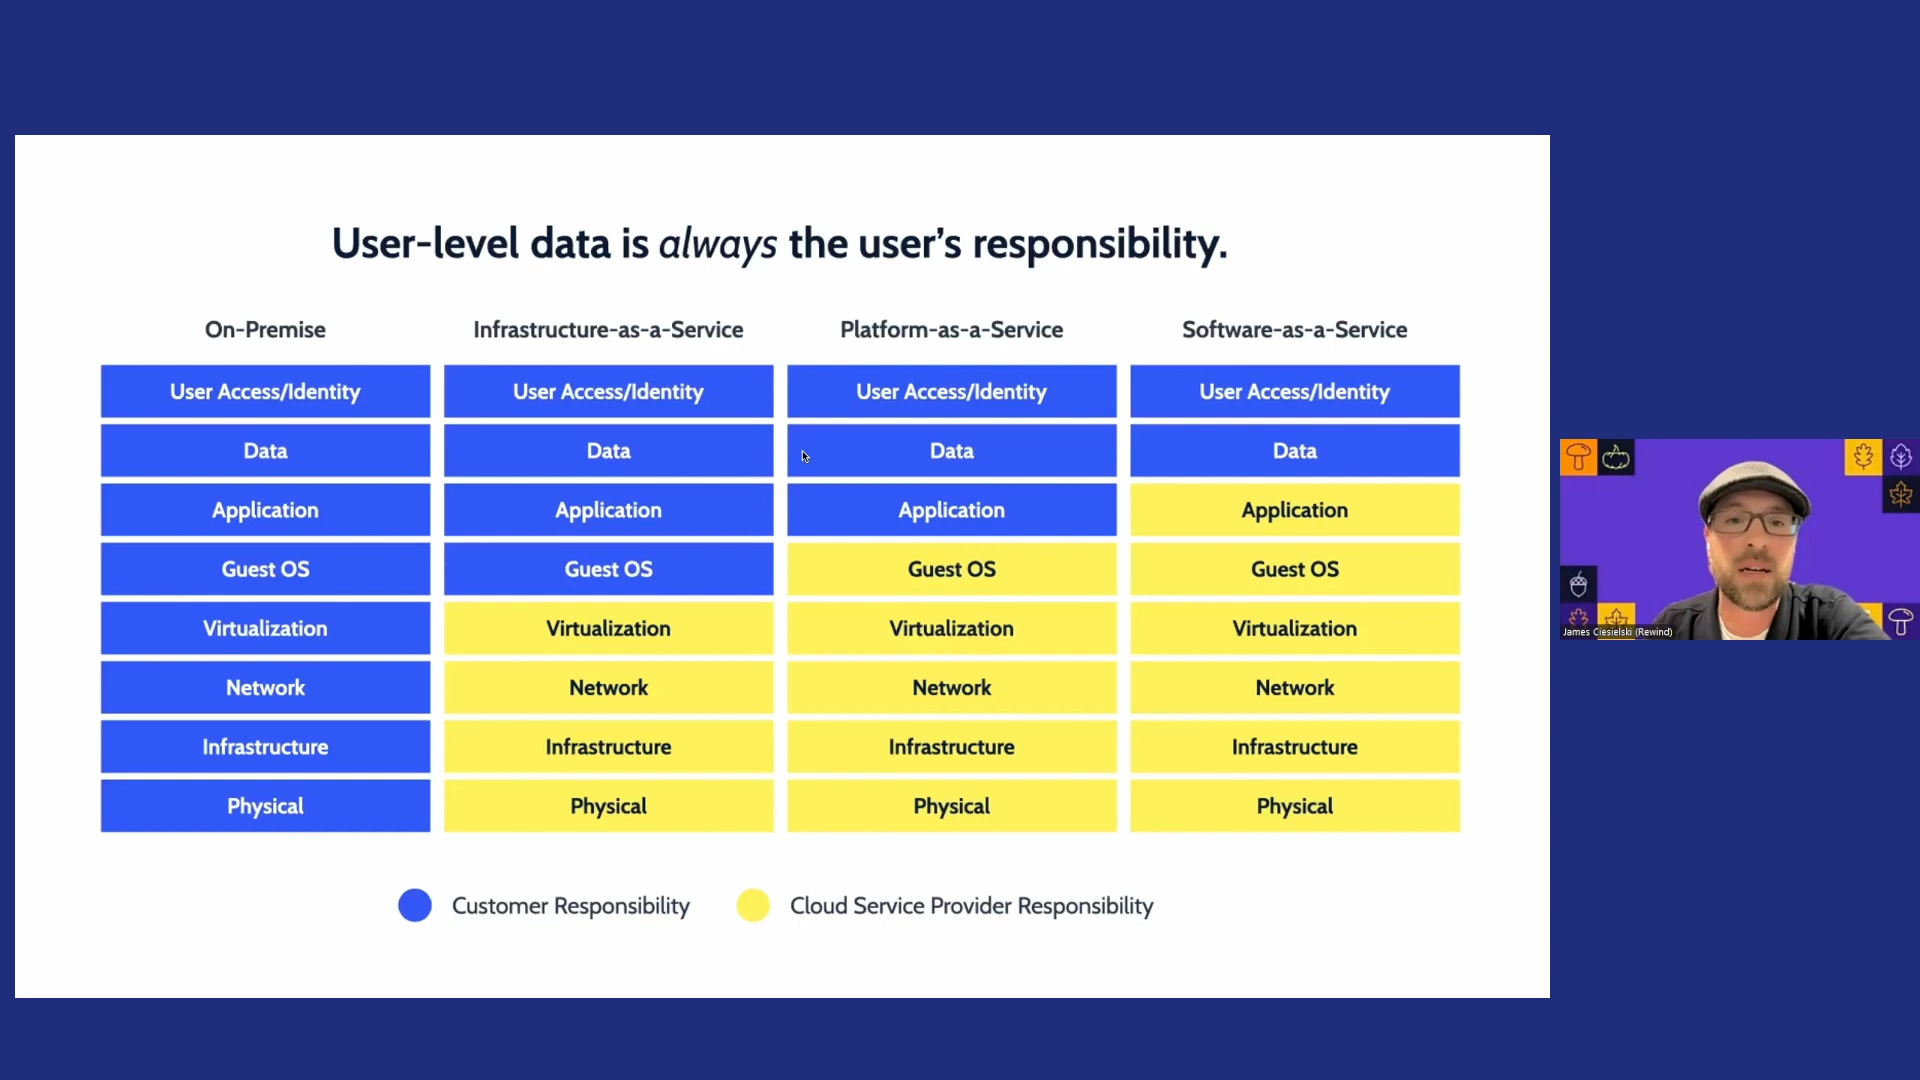 User-level data is always the user's responsibility.
On-Premise Infrastructure-as-a-Service Platform-as-a-Service Software-as-a-Service
User Access/Identity User Access/Identity User Access/Identity User Access/Identity
Data Data Data Data
Application Application Application Application
Guest OS Guest OS Guest OS Guest OS
Virtualization Virtualization Virtualization Virtualization
Network Network Network Network
Infrastructure Infrastructure Infrastructure Infrastructure
Physical Physical Physical Physical
Customer Responsibility Cloud Service Provider Responsibility
James Ciesielski (Rewind)